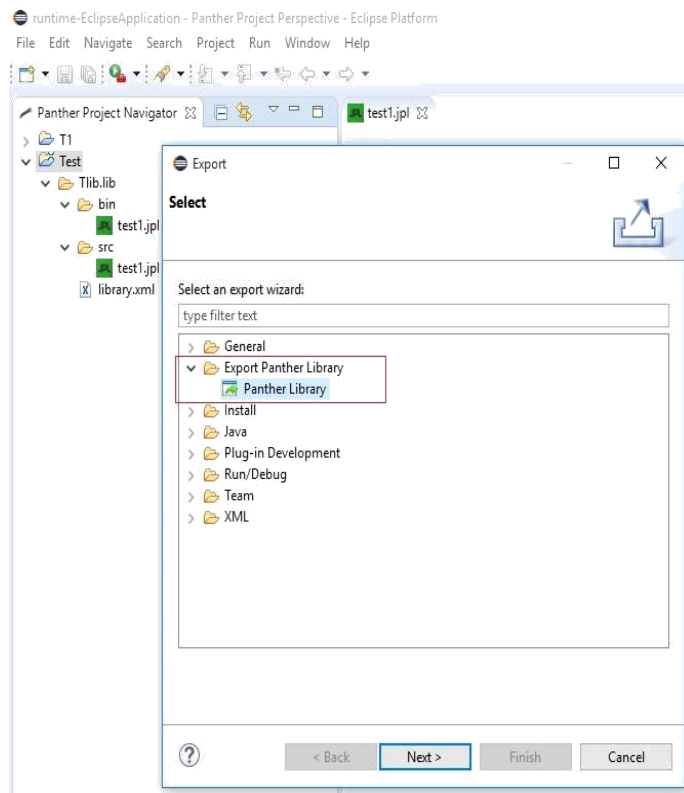 runtime-EclipseApplication - Panther Project Perspective - Eclipse Platform
File Edit Navigate Search Project Run Window Help
Panther Project Navigator
test1.jpl
T1
Test
Tlib.lib
bin
test1.jpl
src
test1.jpl
library.xml
Export
Select
Select an export wizard:
type filter text
General
Export Panther Library
Panther Library
Install
Java
Plug-in Development
Run/Debug
Team
XML
< Back Next > Finish Cancel